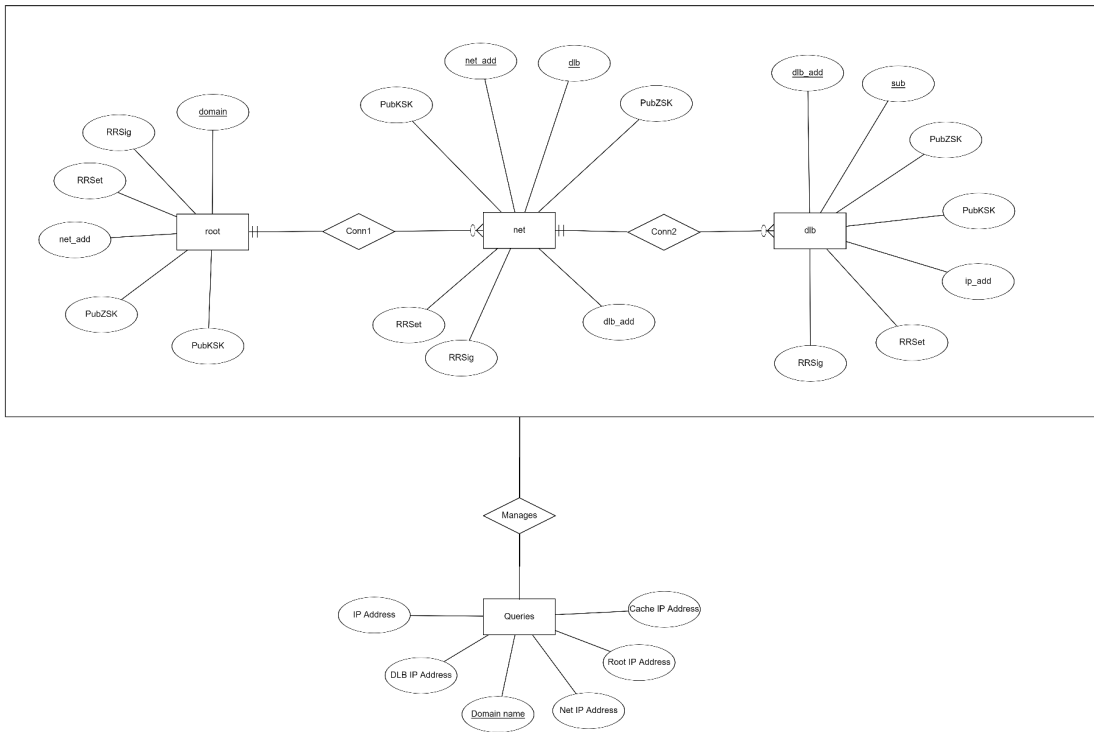 net_add
dlb
dlb_add
sub
PubKSK
PubZSK
domain
RRSig
PubZSK
RRSet
PubKSK
root
Conn1
net
Conn2
dlb
net_add
ip_add
PubZSK
RRSet
dlb_add
PubKSK
RRSig
RRSet
RRSig
Manages
IP Address
Queries
Cache IP Address
DLB IP Address
Root IP Address
Domain name
Net IP Address